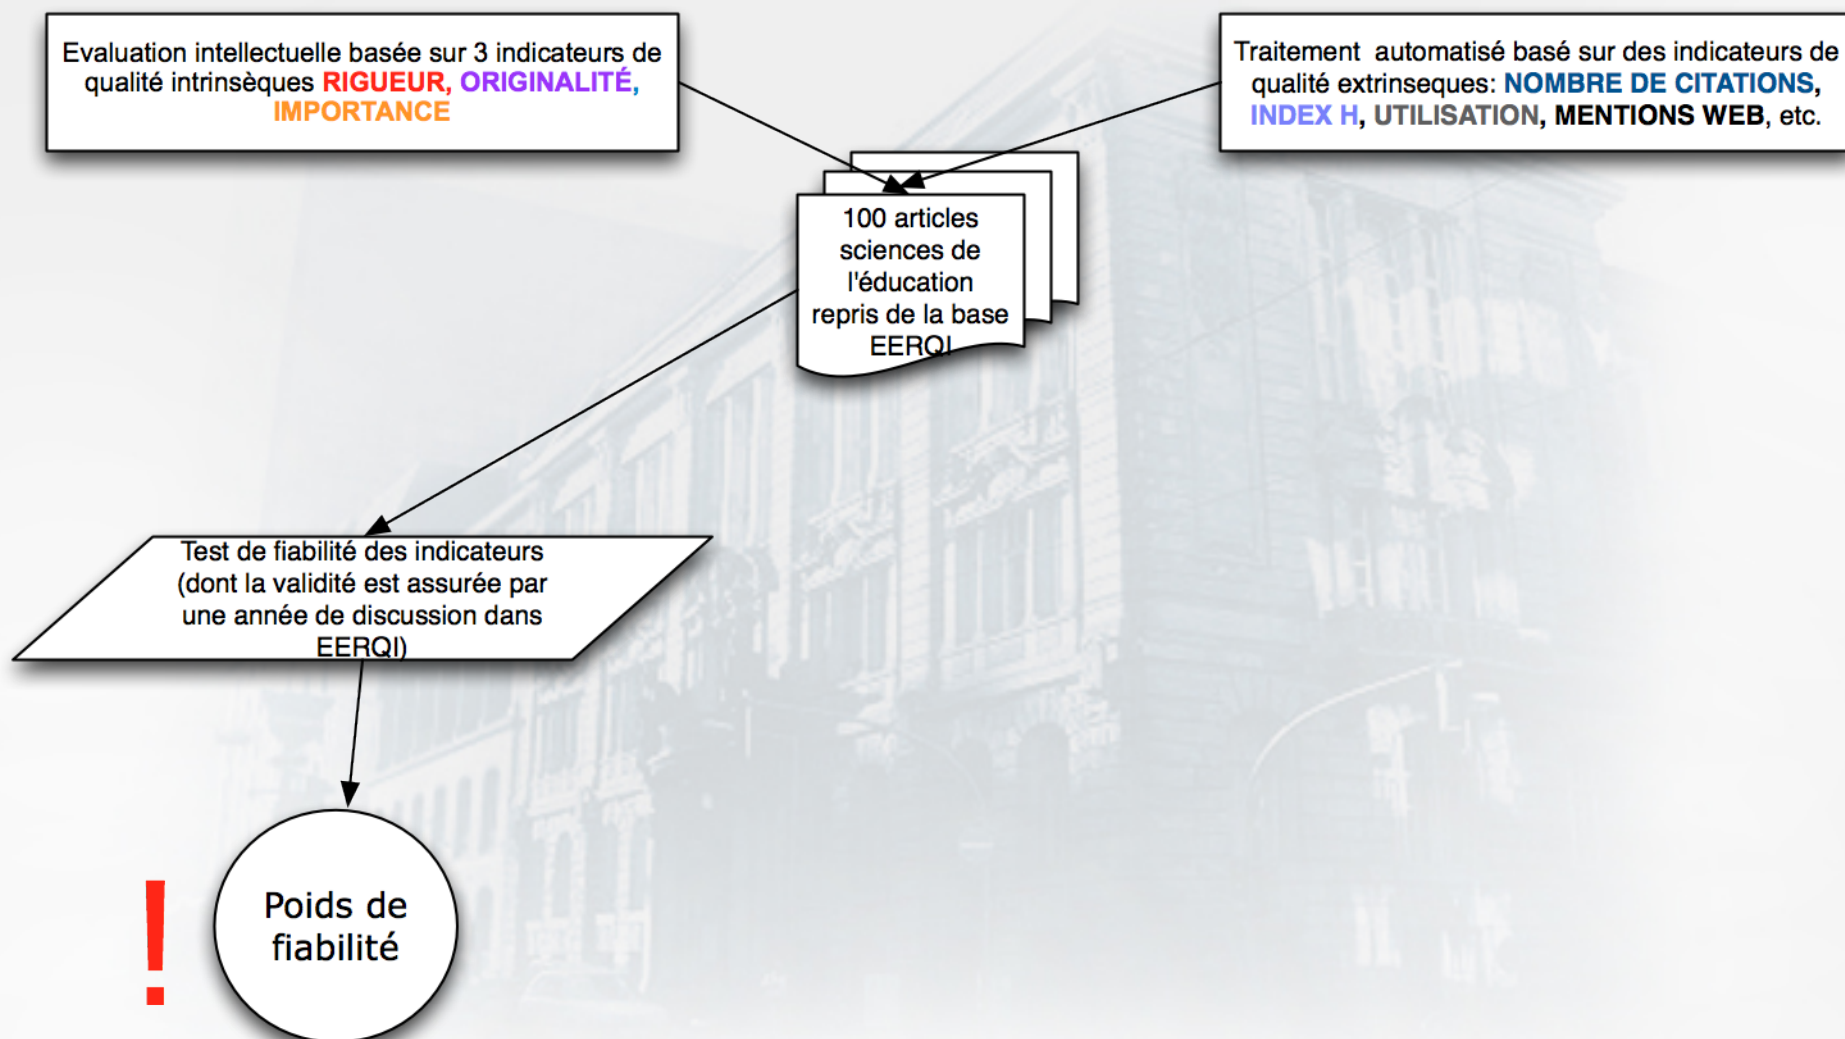 Evaluation intellectuelle basée sur 3 indicateurs de
qualité intrinsèques RIGUEUR, ORIGINALITÉ,
IMPORTANCE
Traitement  automatisé basé sur des indicateurs de
qualité extrinseques: NOMBRE DE CITATIONS,
INDEX H, UTILISATION, MENTIONS WEB, etc.
100 articles
sciences de
l'éducation
repris de la base
EERQI
Test de fiabilité des indicateurs
(dont la validité est assurée par
une année de discussion dans
EERQI)
!
Poids de
fiabilité